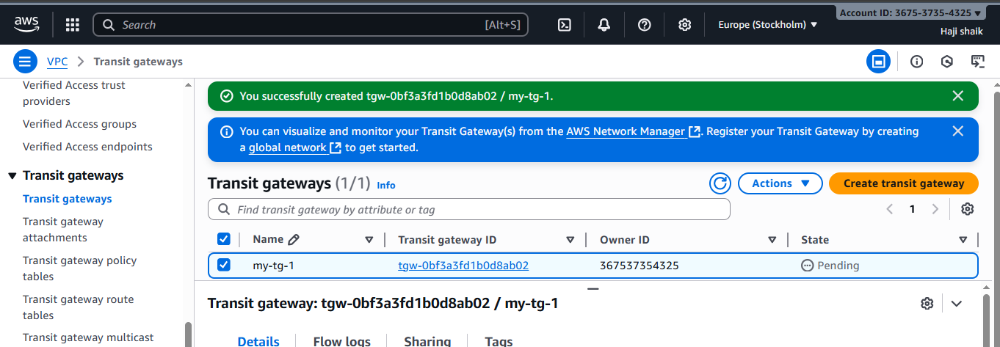 aws
Search [Alt+S]
Europe (Stockholm)
Account ID: 3675-3735-4325
Haji shaik
VPC Transit gateways
Verified Access trust
providers
Verified Access groups
Verified Access endpoints
Transit gateways
Transit gateways
Transit gateway
attachments
Transit gateway policy
tables
Transit gateway route
tables
Transit gateway multicast
You successfully created tgw-0bf3a3fd1b0d8ab02 / my-tg-1.
You can visualize and monitor your Transit Gateway(s) from the AWS Network Manager. Register your Transit Gateway by creating
a global network to get started.
Transit gateways (1/1) Info
Actions
Create transit gateway
Find transit gateway by attribute or tag
1
Name Transit gateway ID Owner ID State
my-tg-1 tgw-0bf3a3fd1b0d8ab02 367537354325 Pending
Transit gateway: tgw-0bf3a3fd1b0d8ab02 / my-tg-1
Details Flow logs Sharing Tags